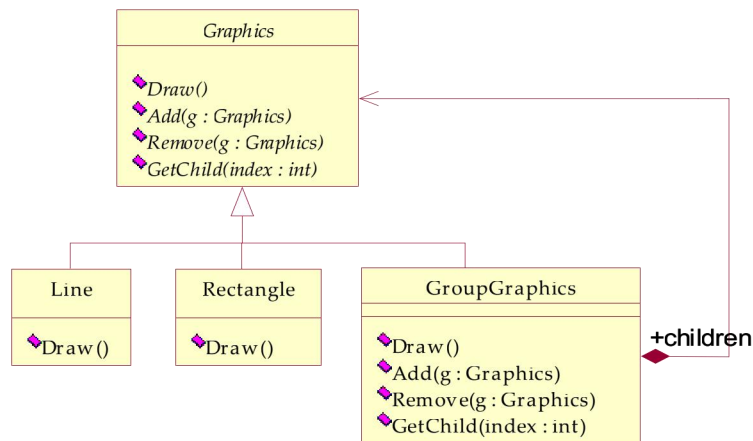 Graphics
Draw()
Add(g : Graphics)
Remove(g : Graphics)
GetChild(index : int)
Line
Draw()
Rectangle
Draw()
GroupGraphics
Draw()
Add(g : Graphics)
Remove(g : Graphics)
GetChild(index : int)
+children